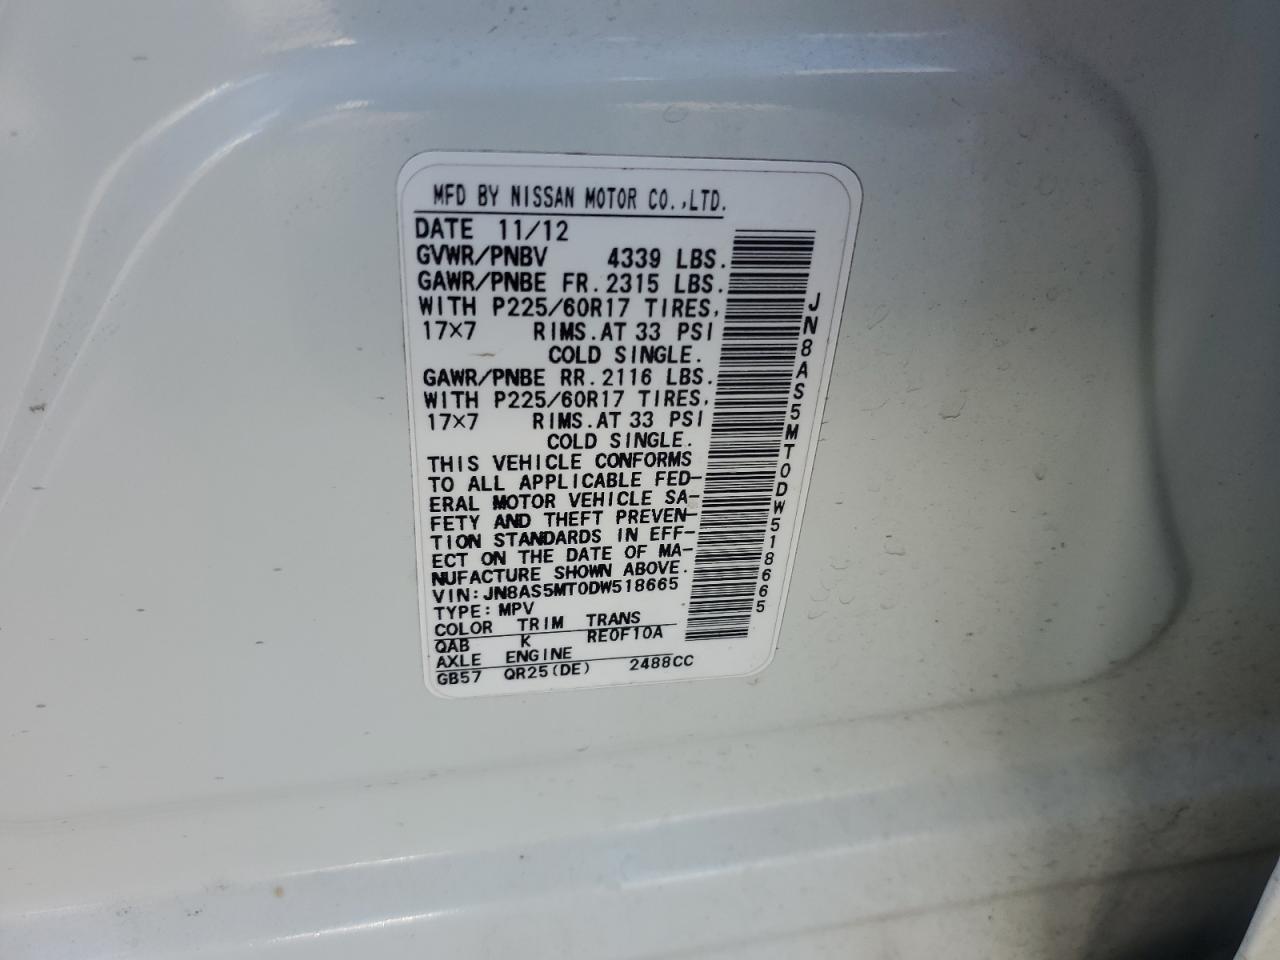 MFD BY NISSAN MOTOR CO.,LTD.
DATE 11/12
GVWR/PNBV 4339 LBS.
GAWR/PNBE FR. 2315 LBS.
WITH P225/60R17 TIRES,
17×7 RIMS. AT 33 PSI
COLD SINGLE.
GAWR/PNBE RR. 2116 LBS.
WITH P225/60R17 TIRES,
17×7 RIMS. AT 33 PSI
COLD SINGLE.
THIS VEHICLE CONFORMS
TO ALL APPLICABLE FED-
ERAL MOTOR VEHICLE SA-
FETY AND THEFT PREVEN-
TION STANDARDS IN EFF-
ECT ON THE DATE OF MA-
NUFACTURE SHOWN ABOVE.
VIN: JN8AS5MT0DW518665
TYPE: MPV
COLOR TRIM TRANS
QAB K RE0F10A
AXLE ENGINE
GB57 QR25(DE) 2488CC
JN8AS5MT0DW518665